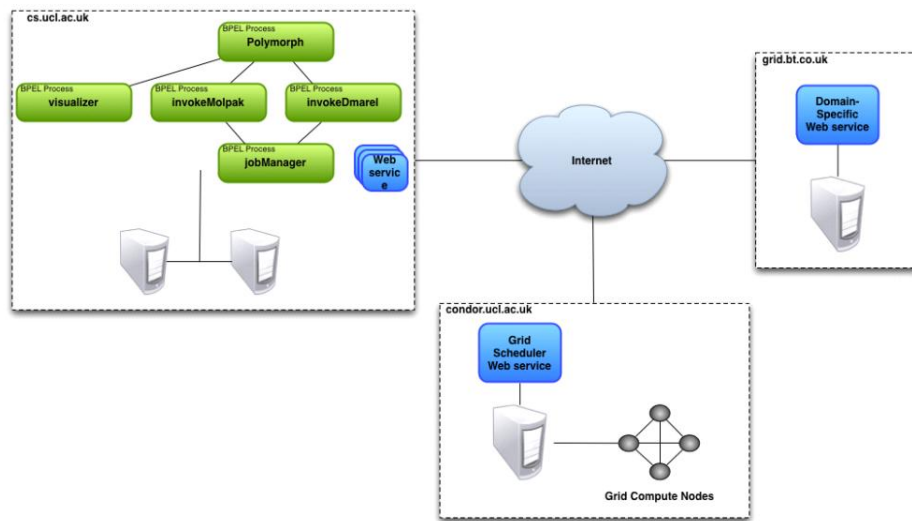 cs.ucl.ac.uk
BPEL Process
Polymorph
BPEL Process
visualizer
BPEL Process
invokeMolpak
BPEL Process
invokeDmarel
BPEL Process
jobManager
Web
servic
e
Internet
grid.bt.co.uk
Domain-
Specific
Web service
condor.ucl.ac.uk
Grid
Scheduler
Web service
Grid Compute Nodes